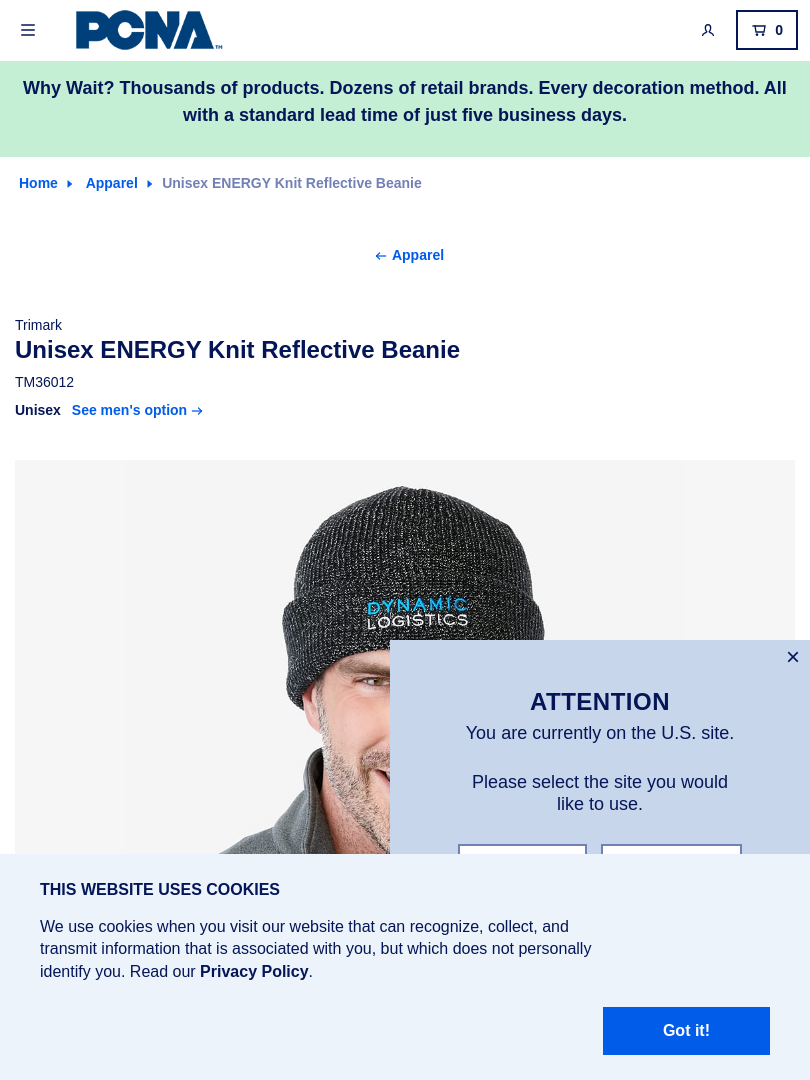 PCNA™
0
Why Wait? Thousands of products. Dozens of retail brands. Every decoration method. All
with a standard lead time of just five business days.
Home Apparel Unisex ENERGY Knit Reflective Beanie
← Apparel
Trimark
Unisex ENERGY Knit Reflective Beanie
TM36012
Unisex See men's option →
DYNAMIC
LOGISTICS
ATTENTION
You are currently on the U.S. site.
Please select the site you would
like to use.
THIS WEBSITE USES COOKIES
We use cookies when you visit our website that can recognize, collect, and
transmit information that is associated with you, but which does not personally
identify you. Read our Privacy Policy.
Got it!